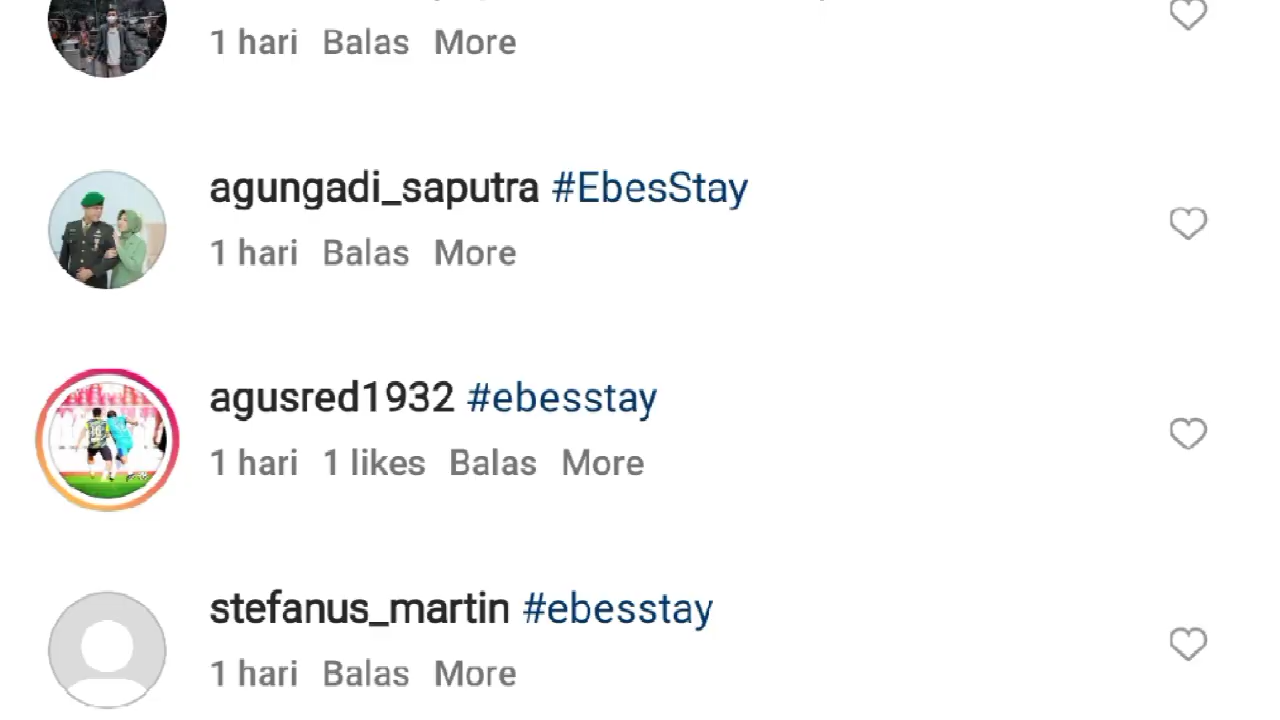 1 hari Balas More
agungadi_saputra #EbesStay
1 hari Balas More
agusred1932 #ebesstay
1 hari 1 likes Balas More
stefanus_martin #ebesstay
1 hari Balas More